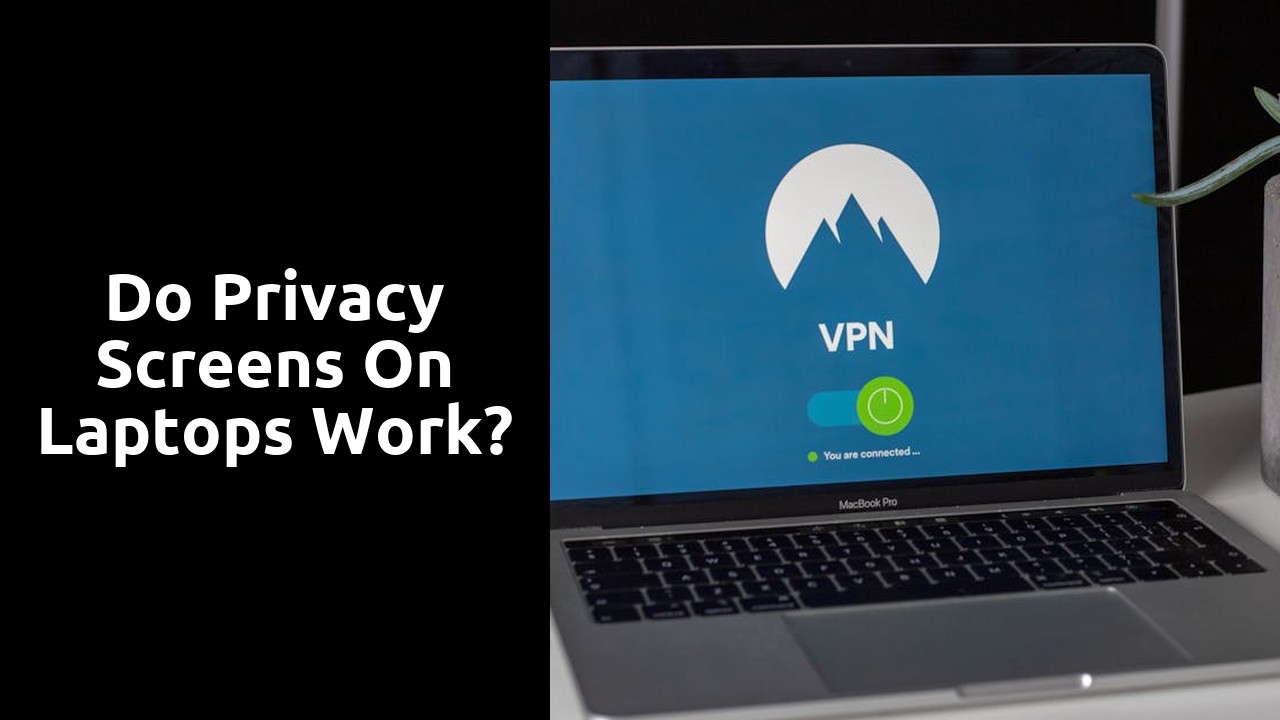 Do Privacy
Screens On
Laptops Work?
VPN
You are connected ...
MacBook Pro